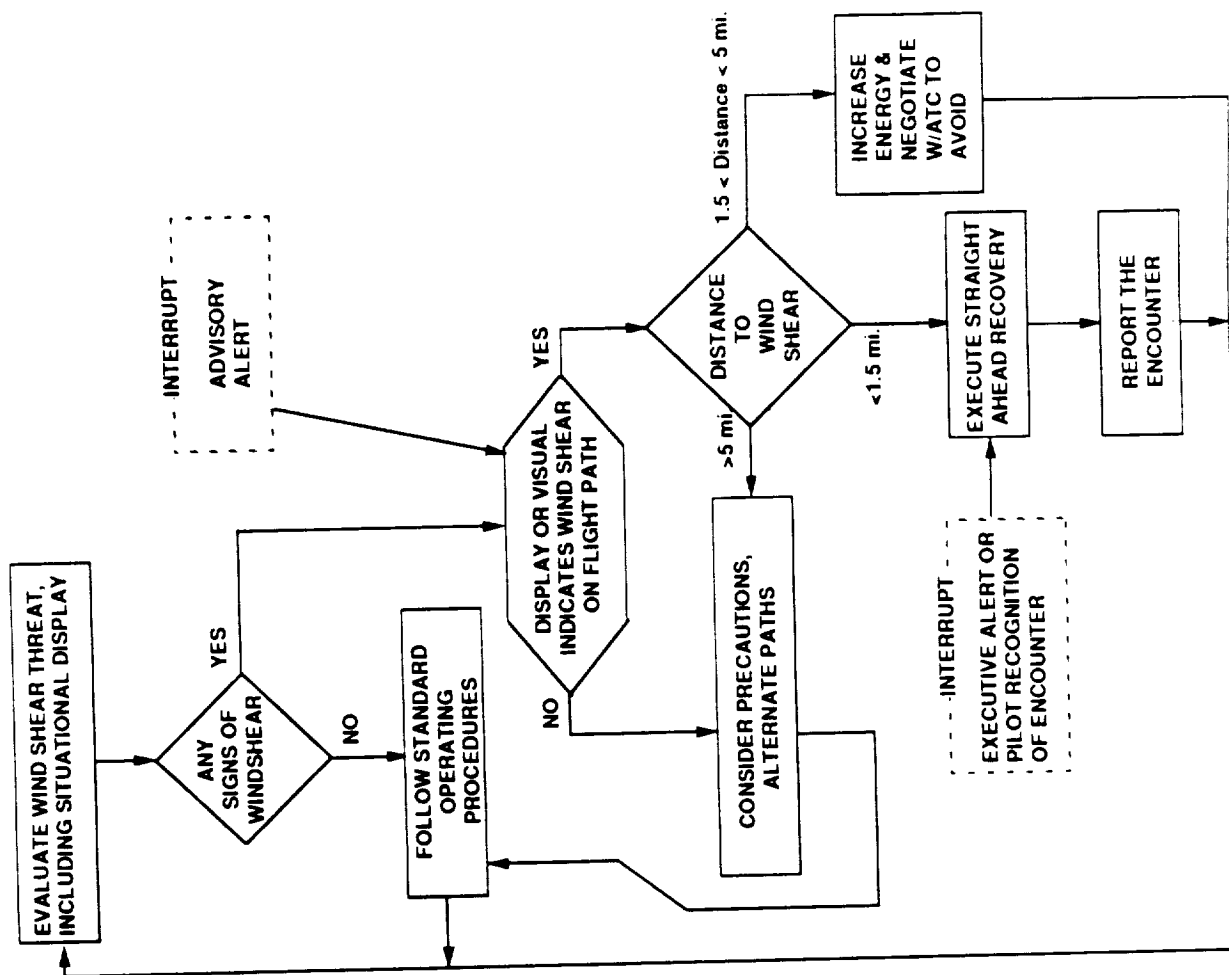 EVALUATE WIND SHEAR THREAT,
INCLUDING SITUATIONAL DISPLAY
ANY
SIGNS OF
WINDSHEAR
YES
NO
FOLLOW STANDARD
OPERATING
PROCEDURES
INTERRUPT
ADVISORY
ALERT
DISPLAY OR VISUAL
INDICATES WIND SHEAR
ON FLIGHT PATH
YES
NO
DISTANCE
TO
WIND
SHEAR
>5 mi.
<1.5 mi.
1.5 < Distance < 5 mi.
CONSIDER PRECAUTIONS,
ALTERNATE PATHS
INCREASE
ENERGY &
NEGOTIATE
W/ATC TO
AVOID
INTERRUPT
EXECUTIVE ALERT OR
PILOT RECOGNITION
OF ENCOUNTER
EXECUTE STRAIGHT
AHEAD RECOVERY
REPORT THE
ENCOUNTER